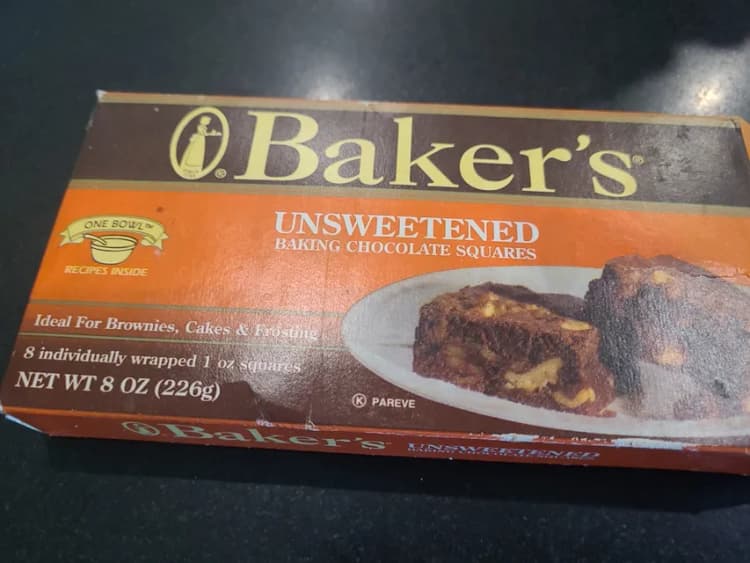 Baker's®
ONE BOWL™
RECIPES INSIDE
UNSWEETENED
BAKING CHOCOLATE SQUARES
Ideal For Brownies, Cakes & Frosting
8 individually wrapped 1 oz squares
NET WT 8 OZ (226g)
K PAREVE
Baker's UNSWEETENED